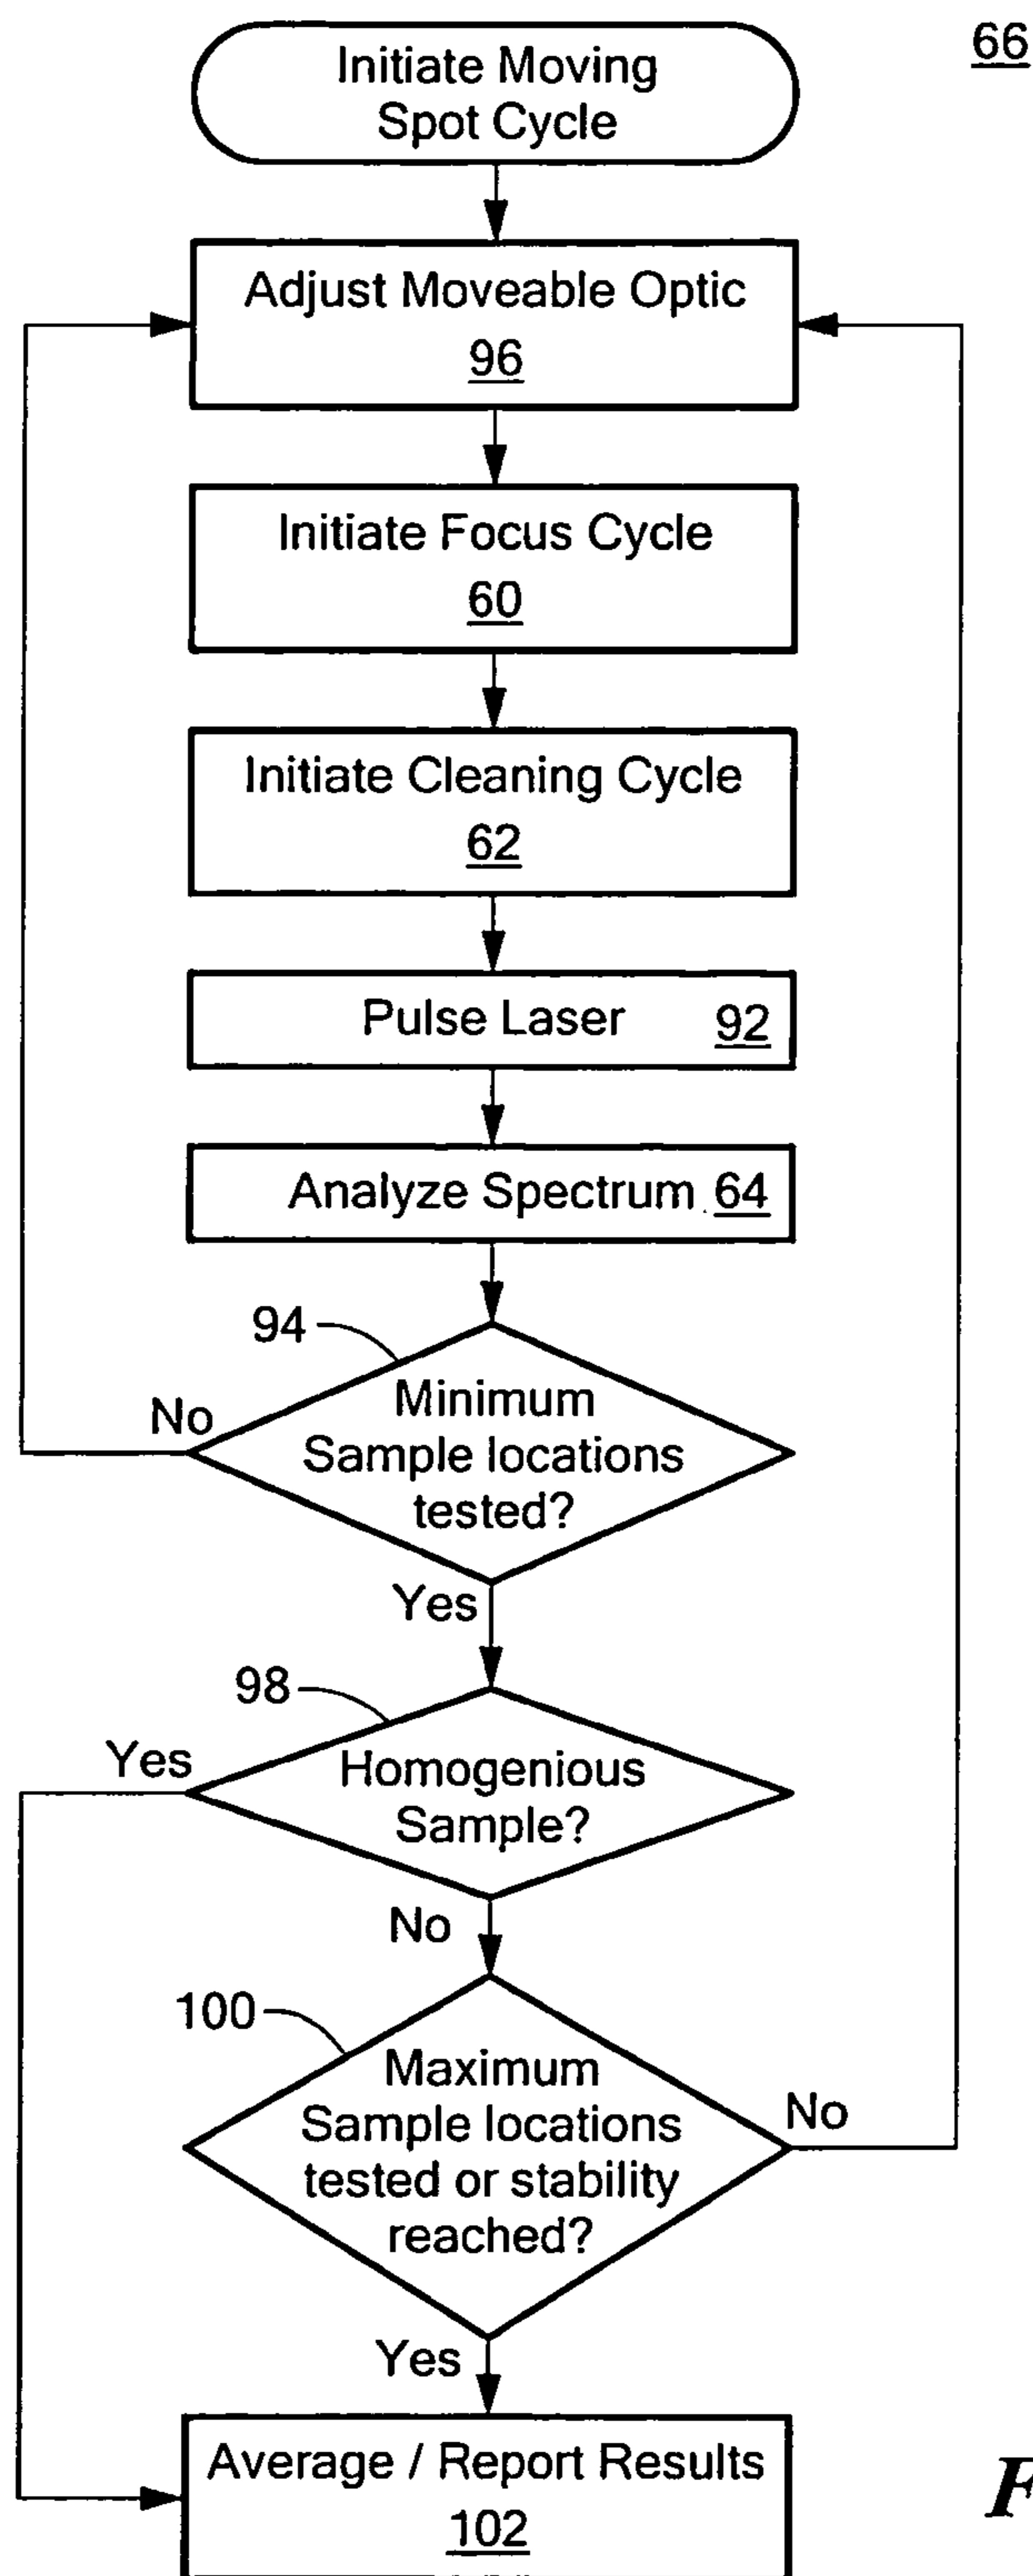 66
Initiate Moving
Spot Cycle
Adjust Moveable Optic
96
Initiate Focus Cycle
60
Initiate Cleaning Cycle
62
Pulse Laser 92
Analyze Spectrum 64
94
Minimum
Sample locations
tested?
No
Yes
98
Homogenious
Sample?
Yes
No
100
Maximum
Sample locations
tested or stability
reached?
No
Yes
Average / Report Results
102
F